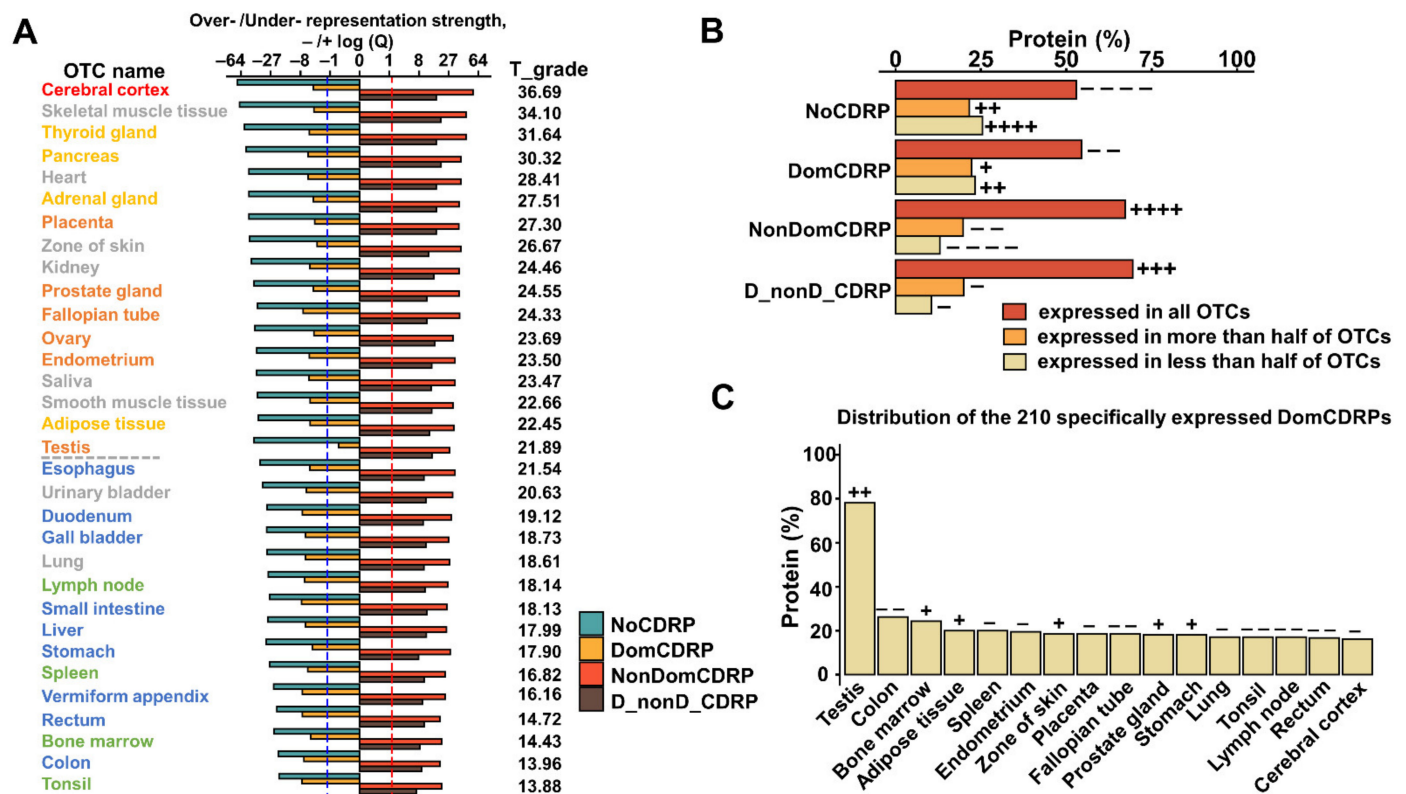 A
Over- /Under- representation strength,
– /+ log (Q)
OTC name
−64 −27 −8 −1 0 1 8 27 64
T_grade
Cerebral cortex 36.69
Skeletal muscle tissue 34.10
Thyroid gland 31.64
Pancreas 30.32
Heart 28.41
Adrenal gland 27.51
Placenta 27.30
Zone of skin 26.67
Kidney 24.46
Prostate gland 24.55
Fallopian tube 24.33
Ovary 23.69
Endometrium 23.50
Saliva 23.47
Smooth muscle tissue 22.66
Adipose tissue 22.45
Testis 21.89
Esophagus 21.54
Urinary bladder 20.63
Duodenum 19.12
Gall bladder 18.73
Lung 18.61
Lymph node 18.14
Small intestine 18.13
Liver 17.99
Stomach 17.90
Spleen 16.82
Vermiform appendix 16.16
Rectum 14.72
Bone marrow 14.43
Colon 13.96
Tonsil 13.88
NoCDRP
DomCDRP
NonDomCDRP
D_nonD_CDRP
B
Protein (%)
0 25 50 75 100
NoCDRP
– – – – –
++
++++
DomCDRP
– –
+
++
NonDomCDRP
++++
– –
– – – –
D_nonD_CDRP
+++
–
–
expressed in all OTCs
expressed in more than half of OTCs
expressed in less than half of OTCs
C
Distribution of the 210 specifically expressed DomCDRPs
Protein (%)
100
80
60
40
20
0
++ – – + + – – + – – – + + – – – – – – – –
Testis
Colon
Bone marrow
Adipose tissue
Spleen
Endometrium
Zone of skin
Placenta
Fallopian tube
Prostate gland
Stomach
Lung
Tonsil
Lymph node
Rectum
Cerebral cortex